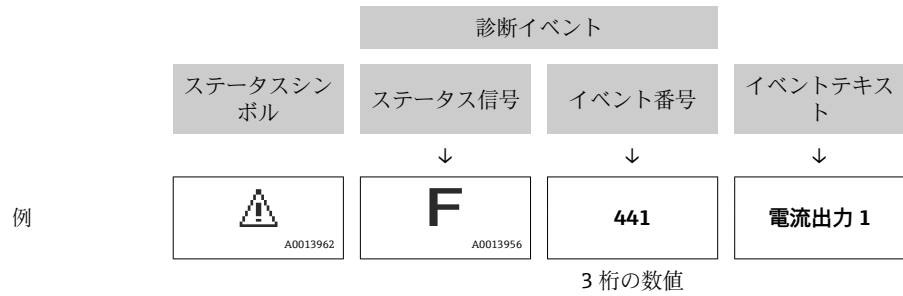 診断イベント
ステータスシン
ボル
ステータス信号
イベント番号
イベントテキス
ト
↓ ↓ ↓
例
A0013962
F
A0013956
441
電流出力 1
3 桁の数値